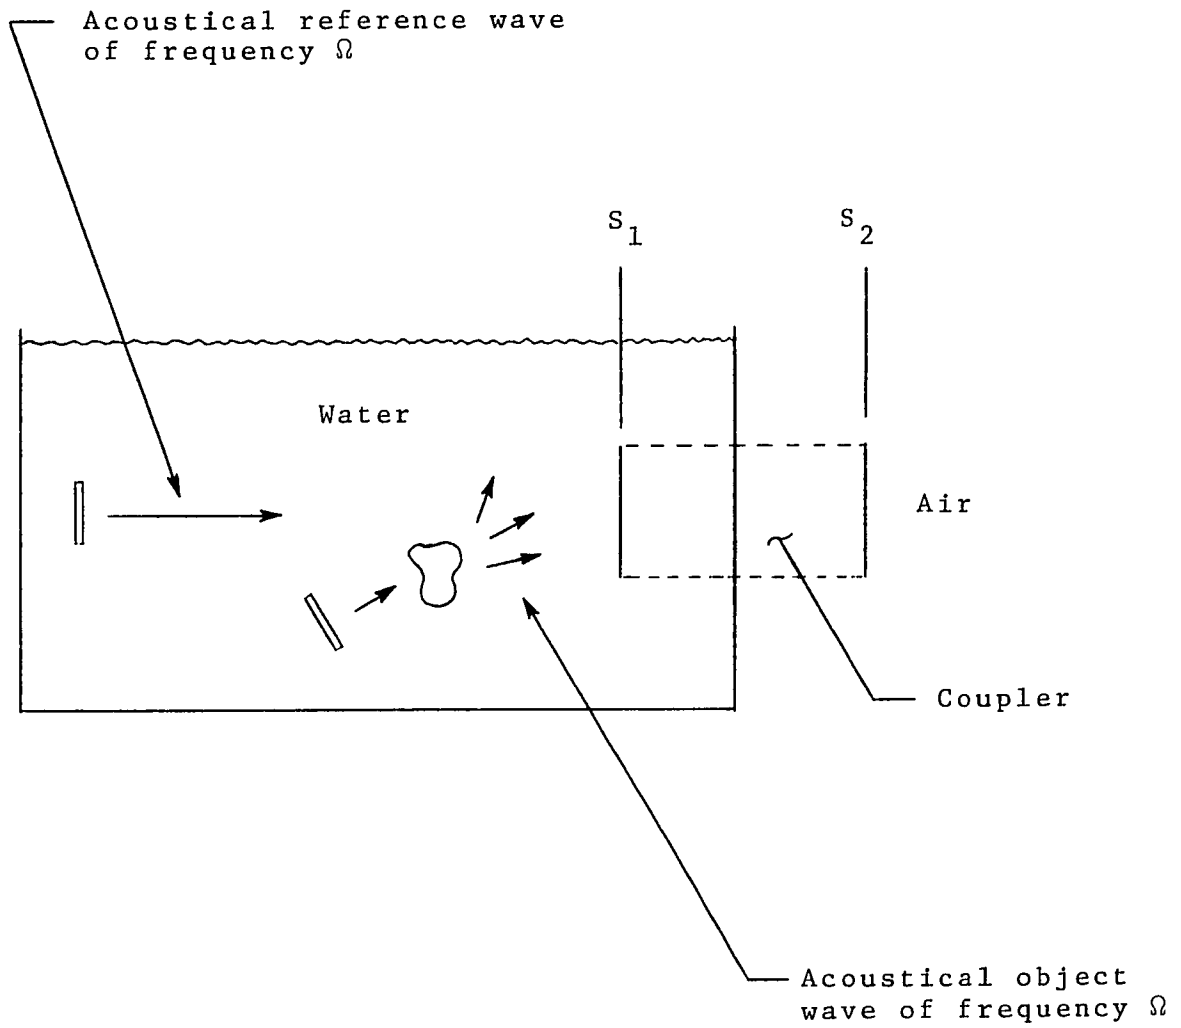 Acoustical reference wave
of frequency Ω
S1
S2
Water
Air
Coupler
Acoustical object
wave of frequency Ω